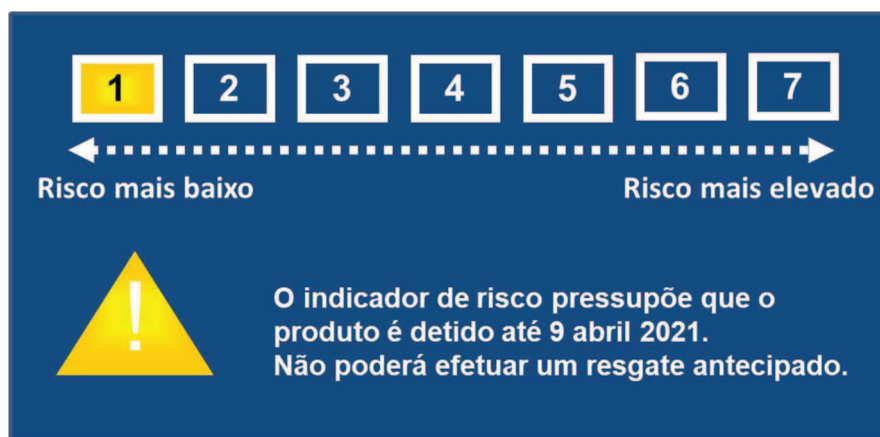 1 2 3 4 5 6 7
Risco mais baixo Risco mais elevado
!
O indicador de risco pressupõe que o
produto é detido até 9 abril 2021.
Não poderá efetuar um resgate antecipado.